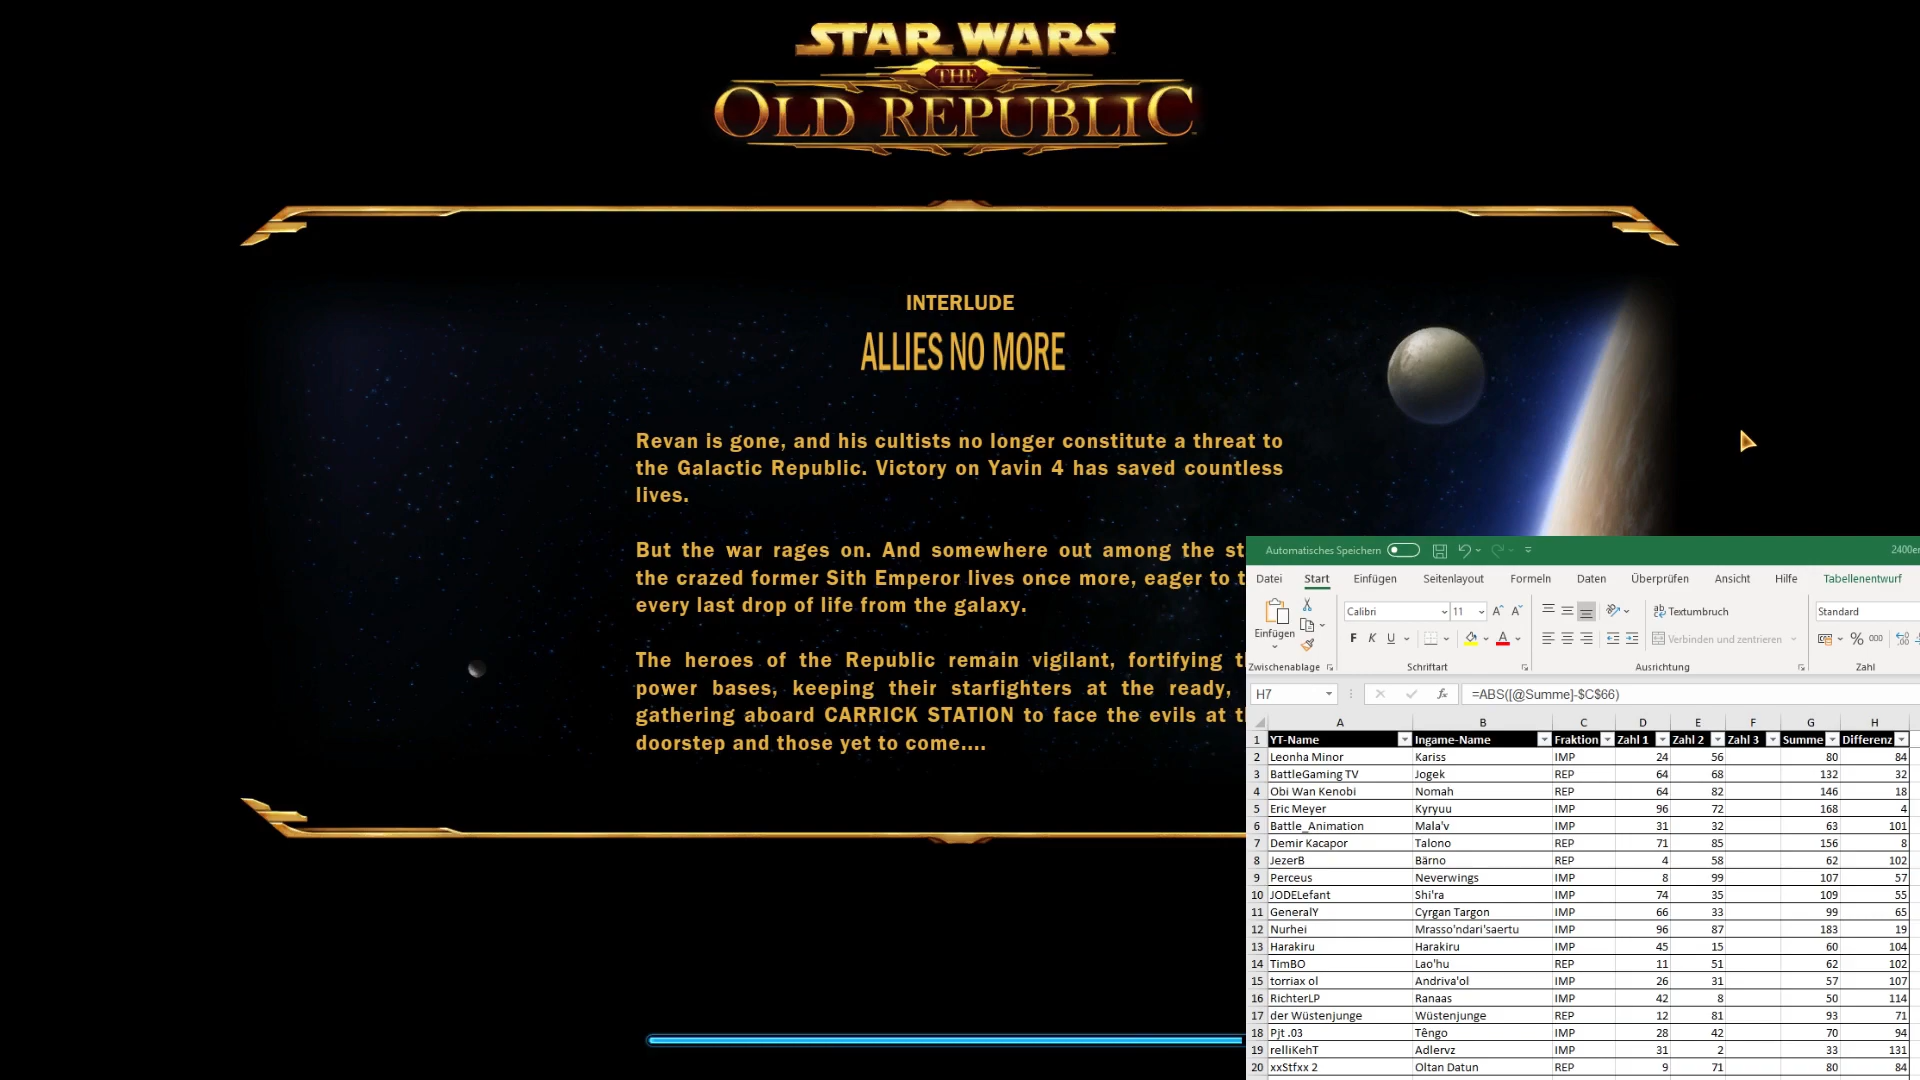 STAR WARS
THE
OLD REPUBLIC
INTERLUDE
ALLIES NO MORE
Revan is gone, and his cultists no longer constitute a threat to
the Galactic Republic. Victory on Yavin 4 has saved countless
lives.
But the war rages on. And somewhere out among the
the crazed former Sith Emperor lives once more, eager to
every last drop of life from the galaxy.
The heroes of the Republic remain vigilant, fortifying
power bases, keeping their starfighters at the ready,
gathering aboard CARRICK STATION to face the evils at
doorstep and those yet to come....
Automatisches Speichern
Datei Start Einfügen Seitenlayout Formeln Daten Überprüfen Ansicht Hilfe Tabellenentwurf
Calibri 11 Textumbruch Standard
Einfügen F K U Verbinden und zentrieren % 000
Zwischenablage Schriftart Ausrichtung Zahl
H7 fx =ABS([@Summe]-$C$66)
A B C D E F G H
1 YT-Name Ingame-Name Fraktion Zahl 1 Zahl 2 Zahl 3 Summe Differenz
2 Leonha Minor Kariss IMP 24 56 80 84
3 BattleGaming TV Jogek REP 64 68 132 32
4 Obi Wan Kenobi Nomah REP 64 82 146 18
5 Eric Meyer Kyryuu IMP 96 72 168 4
6 Battle_Animation Mala'v IMP 31 32 63 101
7 Demir Kacapor Talono REP 71 85 156 8
8 JezerB Bärno REP 4 58 62 102
9 Perceus Neverwings IMP 8 99 107 57
10 JODELefant Shi'ra IMP 74 35 109 55
11 GeneralY Cyrgan Targon IMP 66 33 99 65
12 Nurhei Mrasso'ndari'saertu IMP 96 87 183 19
13 Harakiru Harakiru IMP 45 15 60 104
14 TimBO Lao'hu REP 11 51 62 102
15 torriax ol Andriva'ol IMP 26 31 57 107
16 RichterLP Ranaas IMP 42 8 50 114
17 der Wüstenjunge Wüstenjunge REP 12 81 93 71
18 Pjt .03 Têngo IMP 28 42 70 94
19 relliKehT Adlervz IMP 31 2 33 131
20 xxStfxx 2 Oltan Datun REP 9 71 80 84